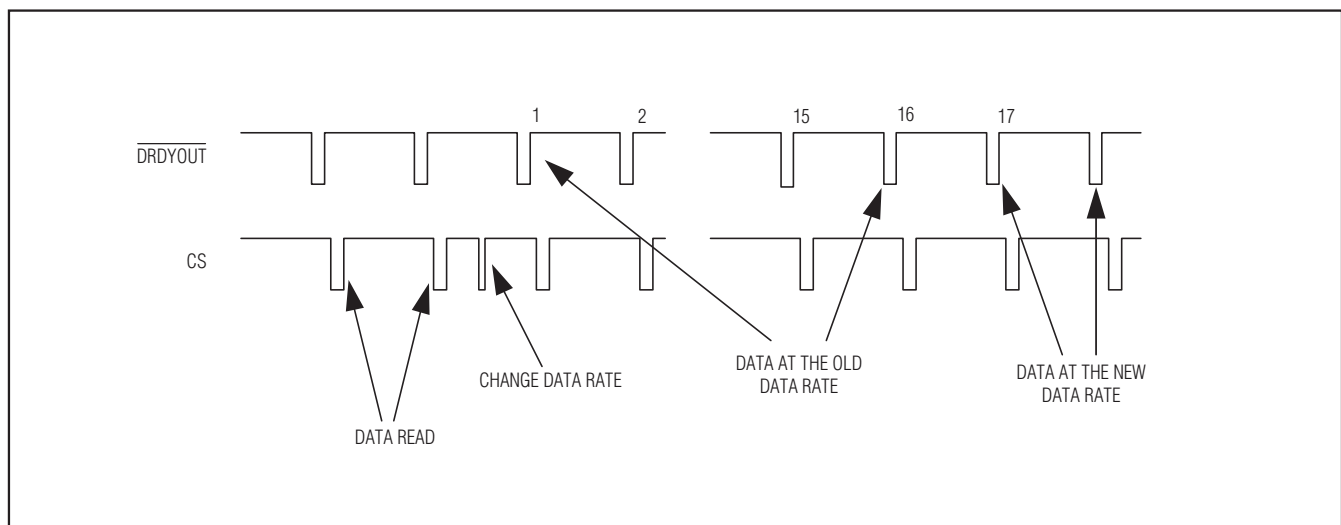 1 2 15 16 17
DRDYOUT
CS
DATA AT THE OLD
DATA RATE
DATA AT THE NEW
DATA RATE
CHANGE DATA RATE
DATA READ